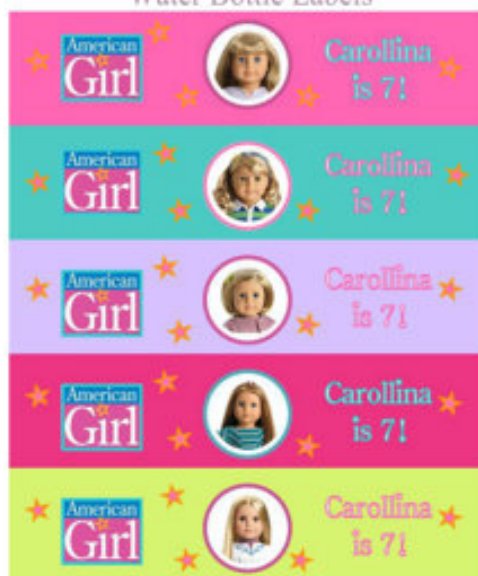 Water Bottle Labels
American
Girl
Carollina
is 7!
American
Girl
Carollina
is 7!
American
Girl
Carollina
is 7!
American
Girl
Carollina
is 7!
American
Girl
Carollina
is 7!